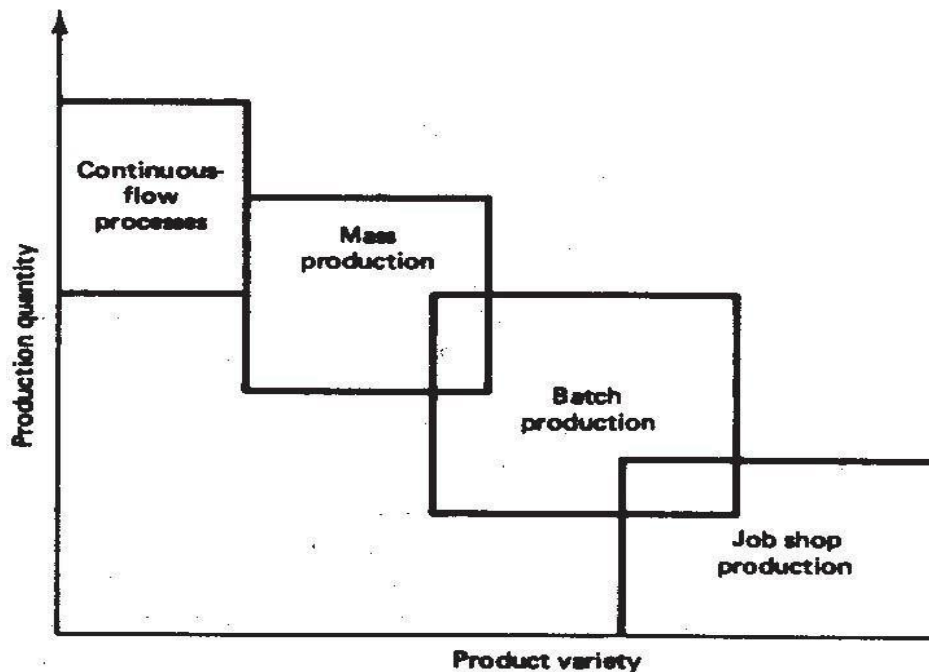 Continuous-
flow
processes
Mass
production
Production quantity
Batch
production
Job shop
production
Product variety